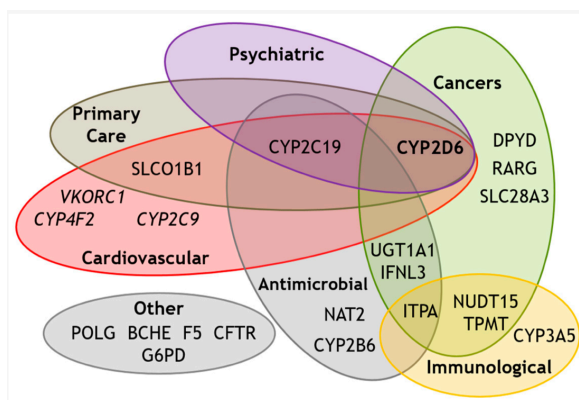 Psychiatric
Cancers
Primary
Care
CYP2C19
CYP2D6
DPYD
RARG
SLC28A3
SLCO1B1
VKORC1
CYP4F2 CYP2C9
Cardiovascular
UGT1A1
IFNL3
Antimicrobial
NAT2
CYP2B6
ITPA
NUDT15
TPMT
CYP3A5
Immunological
Other
POLG BCHE F5 CFTR
G6PD